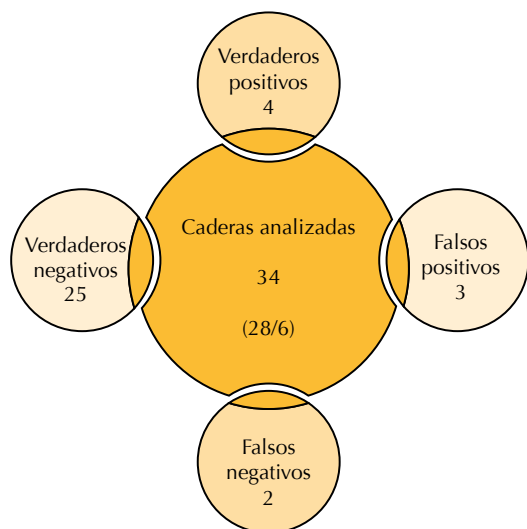 Verdaderos
positivos
4
Caderas analizadas
34
(28/6)
Verdaderos
negativos
25
Falsos
positivos
3
Falsos
negativos
2